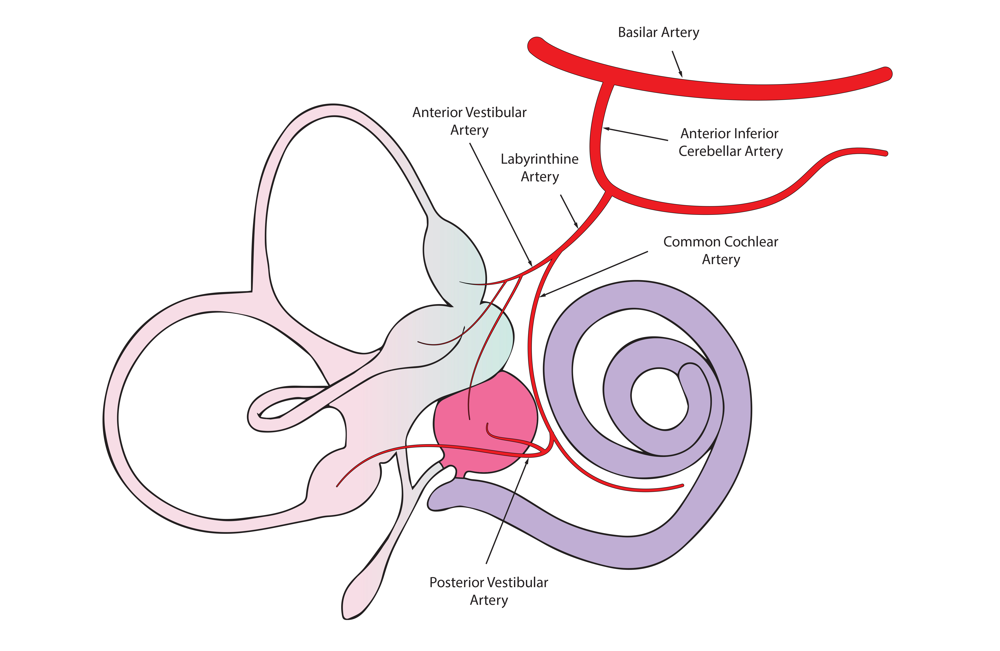 Basilar Artery
Anterior Vestibular
Artery
Anterior Inferior
Cerebellar Artery
Labyrinthine
Artery
Common Cochlear
Artery
Posterior Vestibular
Artery